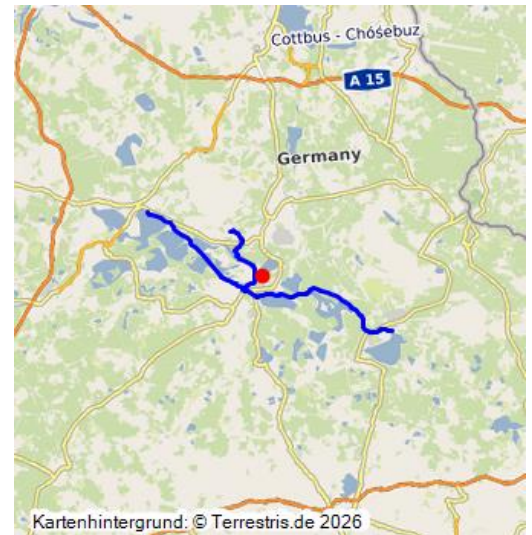 Cottbus - Chóśebuz
A 15
Germany
Kartenhintergrund: © Terrestris.de 2026